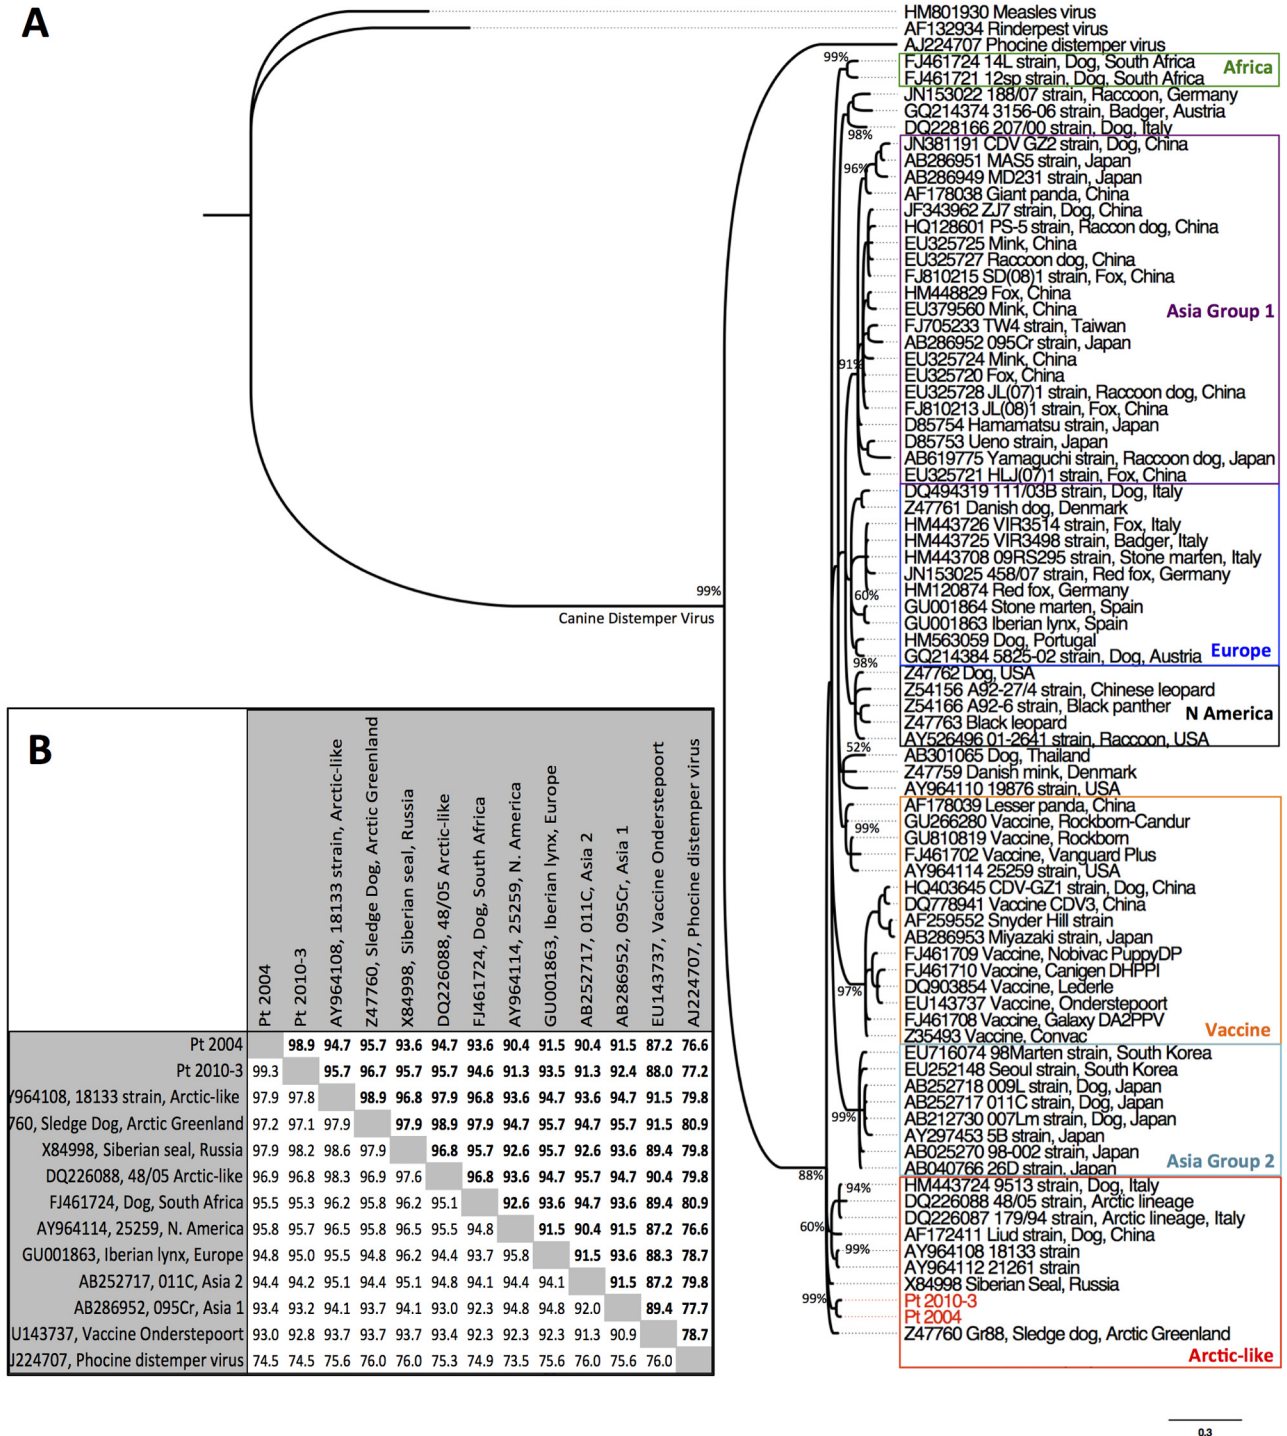 A
HM801930 Measles virus
AF132934 Rinderpest virus
AJ224707 Phocine distemper virus
99%
FJ461724 14L strain, Dog, South Africa
FJ461721 12sp strain, Dog, South Africa
Africa
JN153022 188/07 strain, Raccoon, Germany
GQ214374 3156-06 strain, Badger, Austria
DQ228166 207/00 strain, Dog, Italy
98%
JN381191 CDV GZ2 strain, Dog, China
AB286951 MAS5 strain, Japan
96%
AB286949 MD231 strain, Japan
AF178038 Giant panda, China
JF343962 ZJ7 strain, Dog, China
HQ128601 PS-5 strain, Raccon dog, China
EU325725 Mink, China
EU325727 Raccoon dog, China
FJ810215 SD(08)1 strain, Fox, China
HM448829 Fox, China
EU379560 Mink, China
Asia Group 1
FJ705233 TW4 strain, Taiwan
AB286952 095Cr strain, Japan
EU325724 Mink, China
91%
EU325720 Fox, China
EU325728 JL(07)1 strain, Raccoon dog, China
FJ810213 JL(08)1 strain, Fox, China
D85754 Hamamatsu strain, Japan
D85753 Ueno strain, Japan
AB619775 Yamaguchi strain, Raccoon dog, Japan
EU325721 HLJ(07)1 strain, Fox, China
DQ494319 111/03B strain, Dog, Italy
Z47761 Danish dog, Denmark
HM443726 VIR3514 strain, Fox, Italy
HM443725 VIR3498 strain, Badger, Italy
HM443708 09RS295 strain, Stone marten, Italy
JN153025 458/07 strain, Red fox, Germany
HM120874 Red fox, Germany
60%
GU001864 Stone marten, Spain
GU001863 Iberian lynx, Spain
HM563059 Dog, Portugal
GQ214384 5825-02 strain, Dog, Austria
Europe
98%
99%
Canine Distemper Virus
Z47762 Dog, USA
Z54156 A92-27/4 strain, Chinese leopard
Z54166 A92-6 strain, Black panther
Z47763 Black leopard
N America
AY526496 01-2641 strain, Raccoon, USA
52%
AB301065 Dog, Thailand
Z47759 Danish mink, Denmark
AY964110 19876 strain, USA
AF178039 Lesser panda, China
GU266280 Vaccine, Rockborn-Candur
99%
GU810819 Vaccine, Rockborn
FJ461702 Vaccine, Vanguard Plus
AY964114 25259 strain, USA
HQ403645 CDV-GZ1 strain, Dog, China
DQ778941 Vaccine CDV3, China
AF259552 Snyder Hill strain
AB286953 Miyazaki strain, Japan
FJ461709 Vaccine, Nobivac PuppyDP
FJ461710 Vaccine, Canigen DHPPI
DQ903854 Vaccine, Lederle
97%
EU143737 Vaccine, Onderstepoort
FJ461708 Vaccine, Galaxy DA2PPV
Z35493 Vaccine, Convac
Vaccine
EU716074 98Marten strain, South Korea
EU252148 Seoul strain, South Korea
AB252718 009L strain, Dog, Japan
AB252717 011C strain, Dog, Japan
99%
AB212730 007Lm strain, Dog, Japan
AY297453 5B strain, Japan
AB025270 98-002 strain, Japan
AB040766 26D strain, Japan
Asia Group 2
88%
HM443724 9513 strain, Dog, Italy
94%
DQ226088 48/05 strain, Arctic lineage
DQ226087 179/94 strain, Arctic lineage, Italy
60%
AF172411 Liud strain, Dog, China
AY964108 18133 strain
99%
AY964112 21261 strain
X84998 Siberian Seal, Russia
99%
Pt 2010-3
Pt 2004
Z47760 Gr88, Sledge dog, Arctic Greenland
Arctic-like
0.3
B
Pt 2004
Pt 2010-3
AY964108, 18133 strain, Arctic-like
Z47760, Sledge Dog, Arctic Greenland
X84998, Siberian seal, Russia
DQ226088, 48/05 Arctic-like
FJ461724, Dog, South Africa
AY964114, 25259, N. America
GU001863, Iberian lynx, Europe
AB252717, 011C, Asia 2
AB286952, 095Cr, Asia 1
EU143737, Vaccine Onderstepoort
AJ224707, Phocine distemper virus
Pt 2004 98.9 94.7 95.7 93.6 94.7 93.6 90.4 91.5 90.4 91.5 87.2 76.6
Pt 2010-3 99.3 95.7 96.7 95.7 95.7 94.6 91.3 93.5 91.3 92.4 88.0 77.2
Y964108, 18133 strain, Arctic-like 97.9 97.8 98.9 96.8 97.9 96.8 93.6 94.7 93.6 94.7 91.5 79.8
760, Sledge Dog, Arctic Greenland 97.2 97.1 97.9 97.9 98.9 97.9 94.7 95.7 94.7 95.7 91.5 80.9
X84998, Siberian seal, Russia 97.9 98.2 98.6 97.9 96.8 95.7 92.6 95.7 92.6 93.6 89.4 79.8
DQ226088, 48/05 Arctic-like 96.9 96.8 98.3 96.9 97.6 96.8 93.6 94.7 95.7 94.7 90.4 79.8
FJ461724, Dog, South Africa 95.5 95.3 96.2 95.8 96.2 95.1 92.6 93.6 94.7 93.6 89.4 80.9
AY964114, 25259, N. America 95.8 95.7 96.5 95.8 96.5 95.5 94.8 91.5 90.4 91.5 87.2 76.6
GU001863, Iberian lynx, Europe 94.8 95.0 95.5 94.8 96.2 94.4 93.7 95.8 91.5 93.6 88.3 78.7
AB252717, 011C, Asia 2 94.4 94.2 95.1 94.4 95.1 94.8 94.1 94.4 94.1 91.5 87.2 79.8
AB286952, 095Cr, Asia 1 93.4 93.2 94.1 93.7 94.1 93.0 92.3 94.8 94.8 92.0 89.4 77.7
U143737, Vaccine Onderstepoort 93.0 92.8 93.7 93.7 93.7 93.4 92.3 92.3 92.3 91.3 90.9 78.7
J224707, Phocine distemper virus 74.5 74.5 75.6 76.0 76.0 75.3 74.9 73.5 75.6 76.0 75.6 76.0